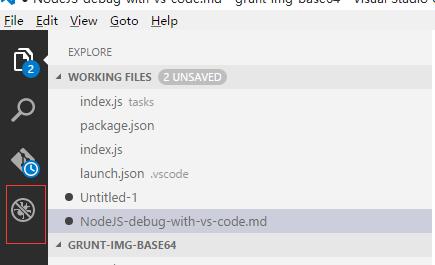 NodeJS-debug-with-vs-code.md - grunt-img-base64 - Visual Studio
File Edit View Goto Help
EXPLORE
WORKING FILES 2 UNSAVED
2
index.js tasks
package.json
index.js
launch.json .vscode
Untitled-1
NodeJS-debug-with-vs-code.md
GRUNT-IMG-BASE64